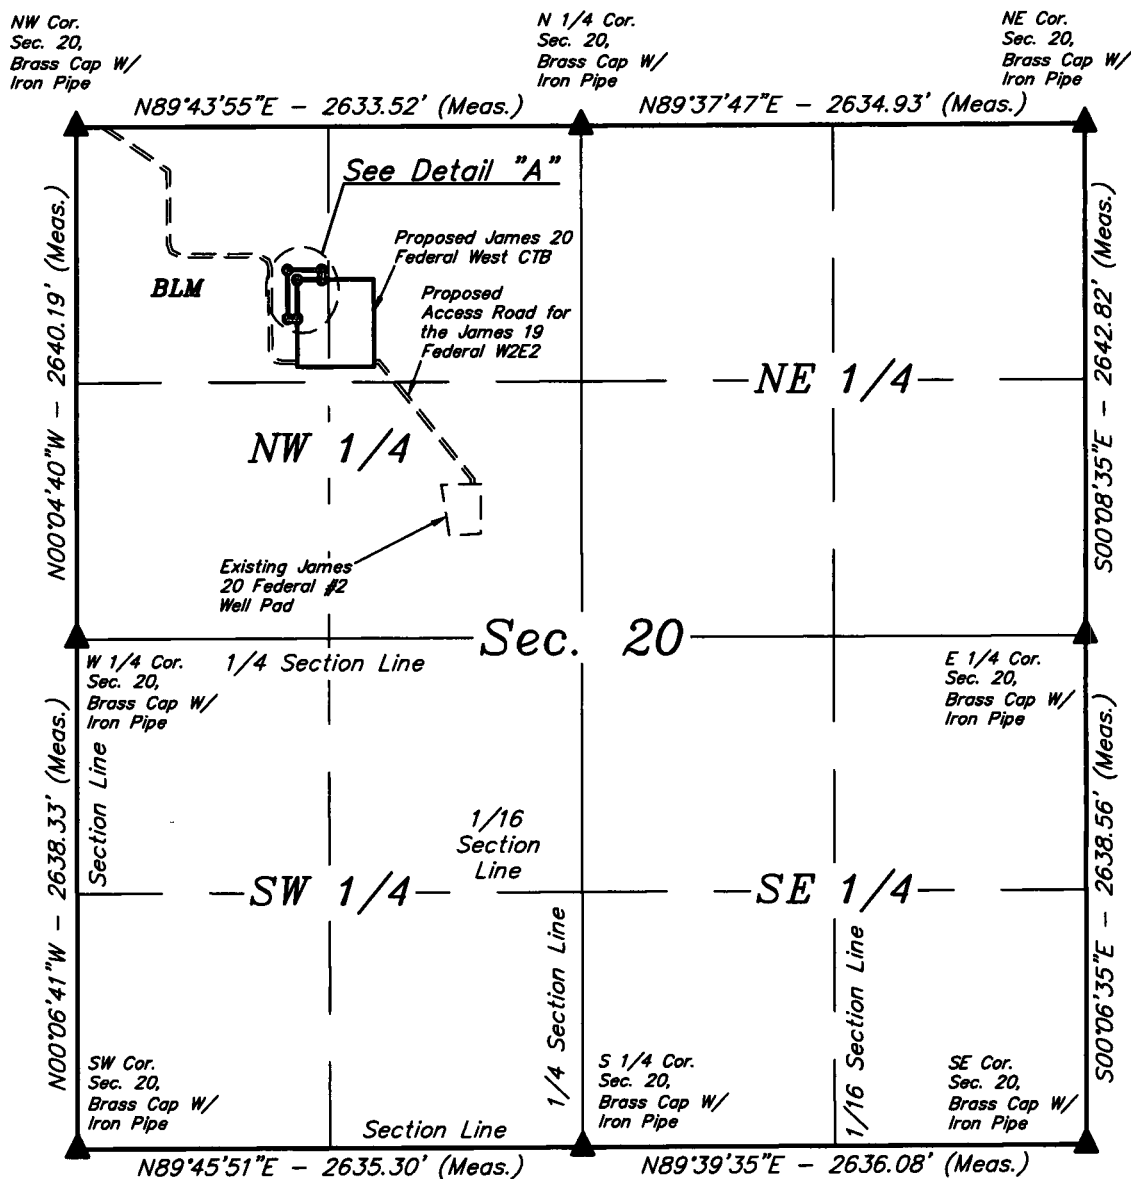 NW Cor.
Sec. 20,
Brass Cap W/
Iron Pipe
N 1/4 Cor.
Sec. 20,
Brass Cap W/
Iron Pipe
NE Cor.
Sec. 20,
Brass Cap W/
Iron Pipe
N89°43'55"E - 2633.52' (Meas.)
N89°37'47"E - 2634.93' (Meas.)
See Detail "A"
Proposed James 20
Federal West CTB
BLM
Proposed
Access Road for
the James 19
Federal W2E2
N00°04'40"W - 2640.19' (Meas.)
S00°08'35"E - 2642.82' (Meas.)
NE 1/4
NW 1/4
Existing James
20 Federal #2
Well Pad
Sec. 20
W 1/4 Cor.
Sec. 20,
Brass Cap W/
Iron Pipe
1/4 Section Line
E 1/4 Cor.
Sec. 20,
Brass Cap W/
Iron Pipe
N00°06'41"W - 2638.33' (Meas.)
Section Line
1/16
Section
Line
S00°06'35"E - 2638.56' (Meas.)
SW 1/4
SE 1/4
1/4 Section Line
1/16 Section Line
SW Cor.
Sec. 20,
Brass Cap W/
Iron Pipe
Section Line
S 1/4 Cor.
Sec. 20,
Brass Cap W/
Iron Pipe
SE Cor.
Sec. 20,
Brass Cap W/
Iron Pipe
N89°45'51"E - 2635.30' (Meas.)
N89°39'35"E - 2636.08' (Meas.)